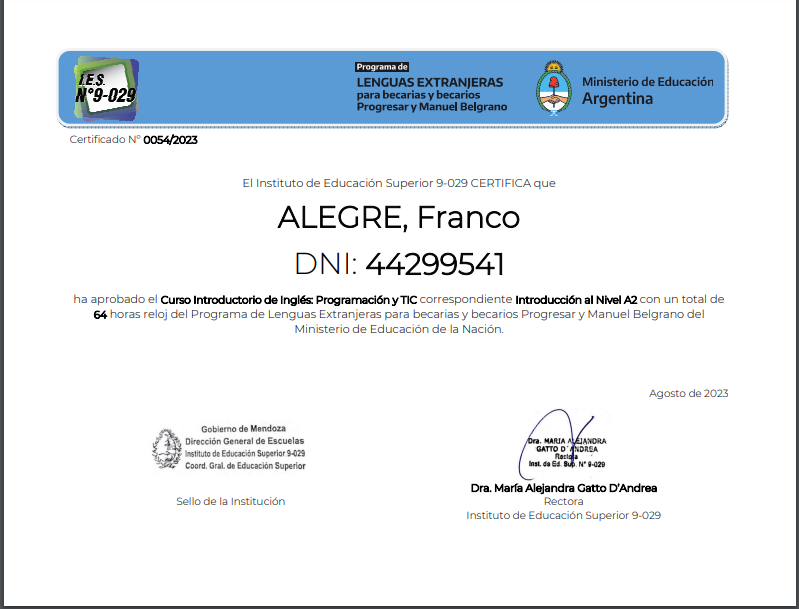 I.E.S.
N°9-029
Programa de
LENGUAS EXTRANJERAS
para becarias y becarios
Progresar y Manuel Belgrano
Ministerio de Educación
Argentina
Certificado N° 0054/2023
El Instituto de Educación Superior 9-029 CERTIFICA que
ALEGRE, Franco
DNI: 44299541
ha aprobado el Curso Introductorio de Inglés: Programación y TIC correspondiente Introducción al Nivel A2 con un total de
64 horas reloj del Programa de Lenguas Extranjeras para becarias y becarios Progresar y Manuel Belgrano del
Ministerio de Educación de la Nación.
Agosto de 2023
Gobierno de Mendoza
Dirección General de Escuelas
Instituto de Educación Superior 9-029
Coord. Gral. de Educación Superior
Sello de la Institución
Dra. MARIA ALEJANDRA
GATTO D´ANDREA
Rectora
Inst. de Ed. Sup. N° 9-029
Dra. María Alejandra Gatto D'Andrea
Rectora
Instituto de Educación Superior 9-029